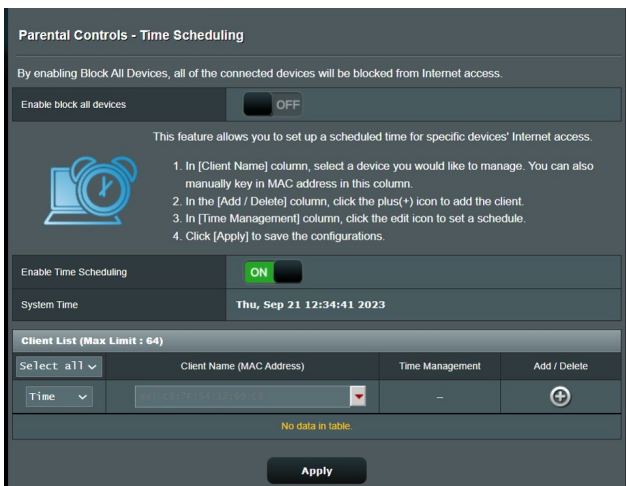 Parental Controls - Time Scheduling
By enabling Block All Devices, all of the connected devices will be blocked from Internet access.
Enable block all devices
OFF
This feature allows you to set up a scheduled time for specific devices' Internet access.
1. In [Client Name] column, select a device you would like to manage. You can also
manually key in MAC address in this
column.
2. In the [Add / Delete] column, click the plus(+) icon to add the
client.
3. In [Time Management] column, click the edit icon to set a schedule.
4. Click [Apply] to save the configurations.
Enable Time Scheduling
ON
System Time
Thu, Sep 21 12:34:41 2023
Client List (Max Limit : 64)
Select all
Client Name (MAC Address)
Time Management
Add / Delete
Time
–
No data in table.
Apply